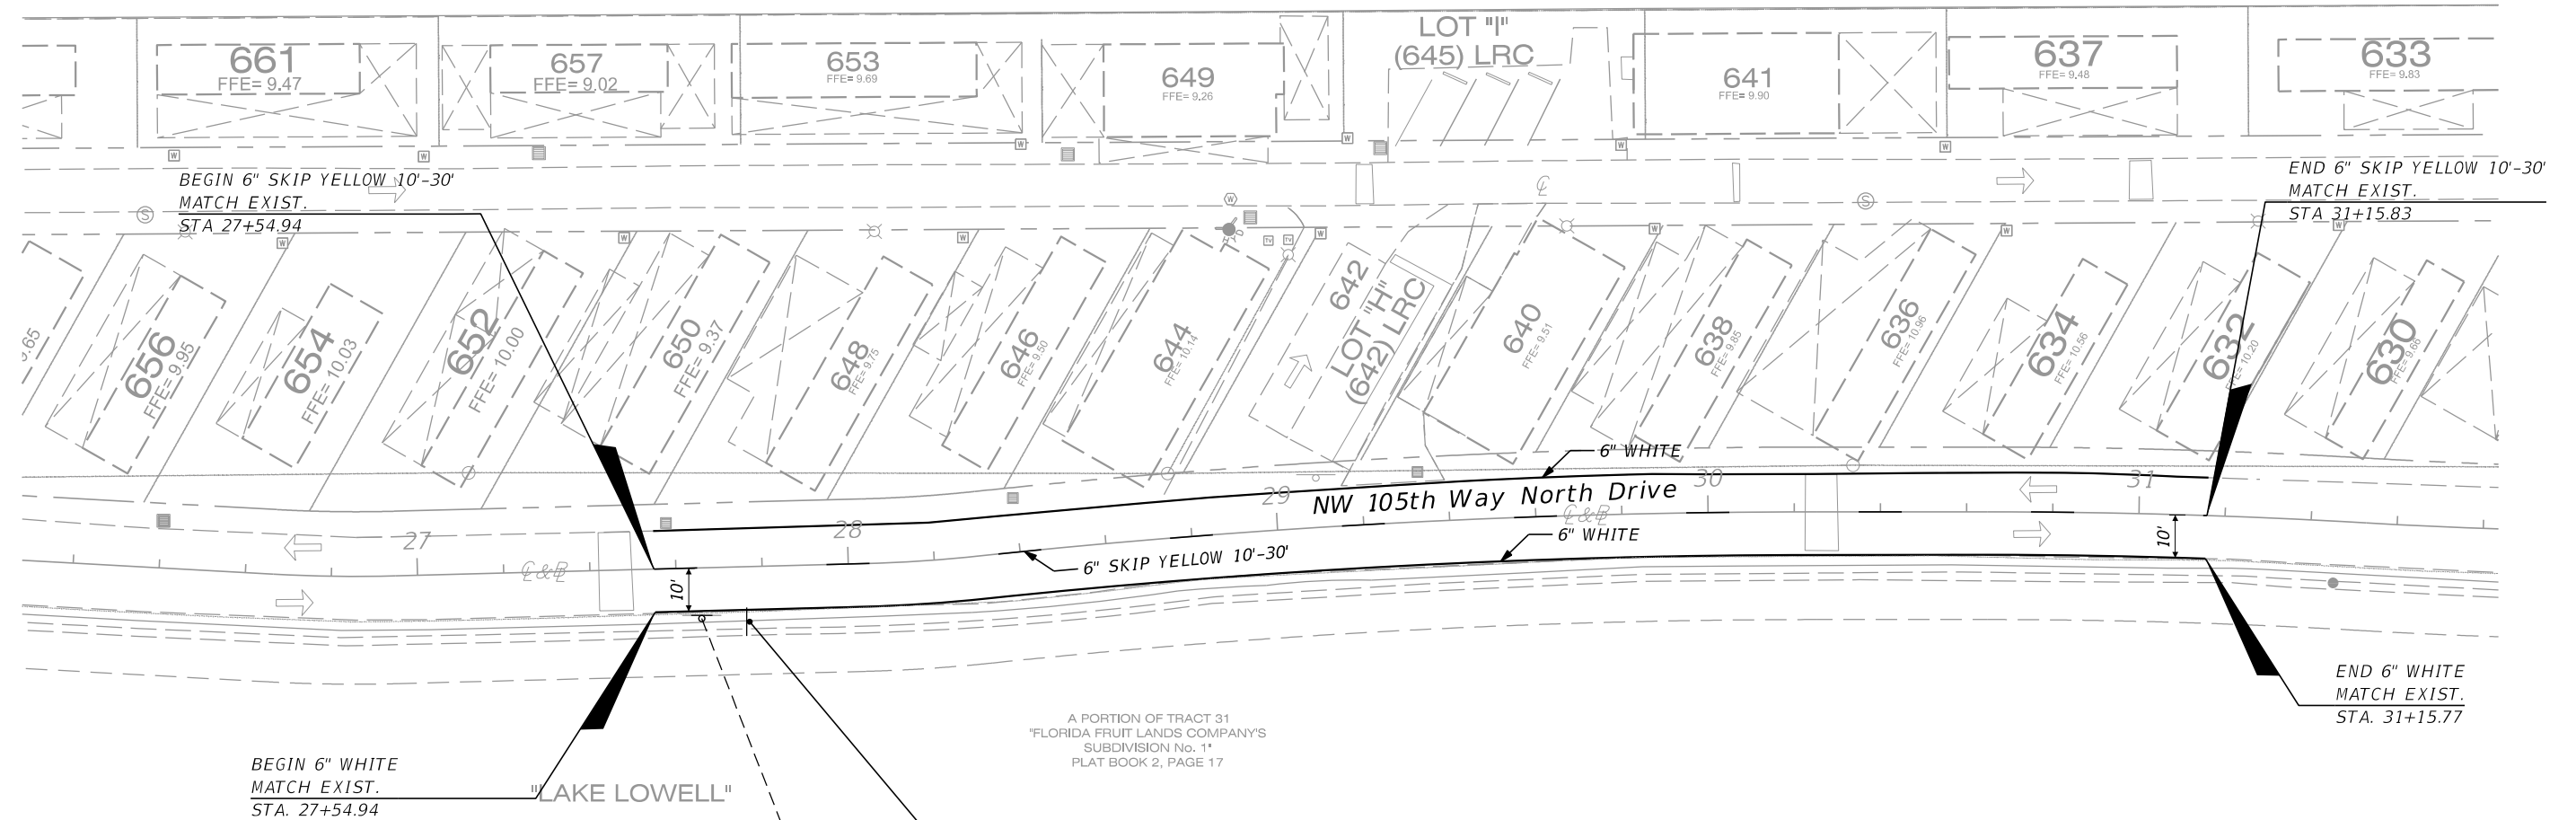 LOT "I"
(645) LRC
661
FFE= 9.47
657
FFE= 9.02
653
FFE= 9.69
649
FFE= 9.26
641
FFE= 9.90
637
FFE= 9.48
633
FFE= 9.83
BEGIN 6" SKIP YELLOW 10'-30'
MATCH EXIST.
STA 27+54.94
END 6" SKIP YELLOW 10'-30'
MATCH EXIST.
STA 31+15.83
656
FFE= 9.95
654
FFE= 10.03
652
FFE= 10.00
650
FFE= 9.37
648
FFE= 9.75
646
FFE= 9.50
644
FFE= 10.14
642
LOT "H"
(642) LRC
640
FFE= 9.51
638
FFE= 9.85
636
FFE= 10.96
634
FFE= 10.56
632
FFE= 10.20
630
FFE= 9.66
6" WHITE
NW 105th Way North Drive
27
28
29
30
31
6" WHITE
6" SKIP YELLOW 10'-30'
10'
10'
END 6" WHITE
MATCH EXIST.
STA. 31+15.77
A PORTION OF TRACT 31
"FLORIDA FRUIT LANDS COMPANY'S
SUBDIVISION No. 1"
PLAT BOOK 2, PAGE 17
BEGIN 6" WHITE
MATCH EXIST.
STA. 27+54.94
"LAKE LOWELL"